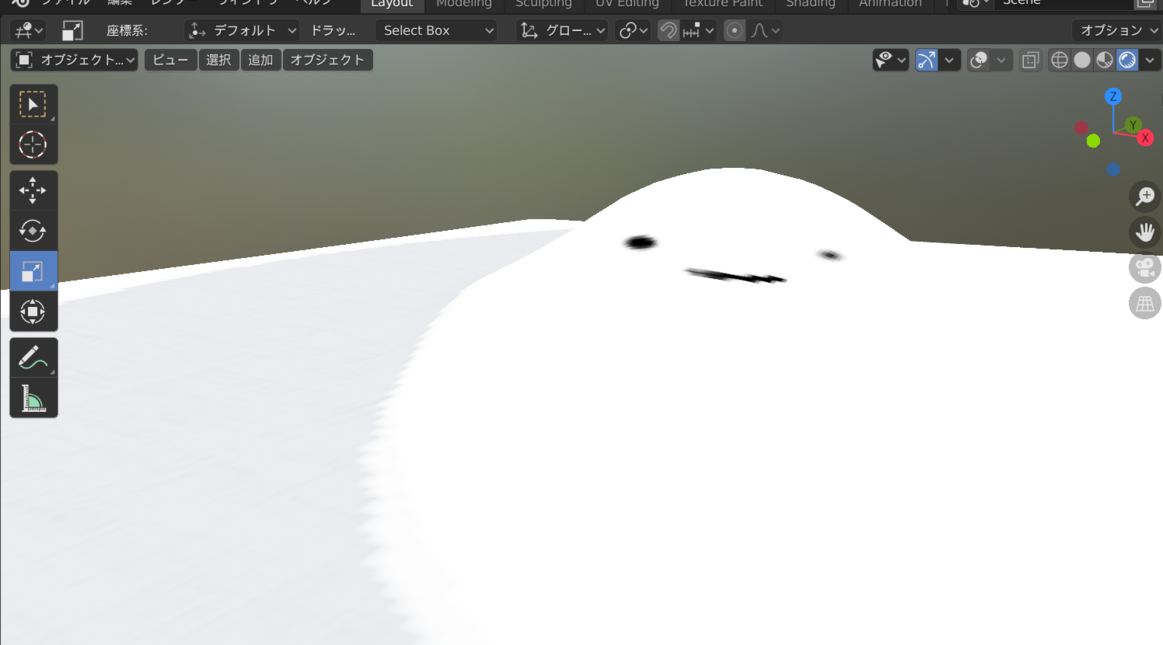 ファイル 編集 レンダー ウィンドウ ヘルプ Layout Modeling Sculpting UV Editing Texture Paint Shading Animation Scene
座標系: デフォルト ドラッ... Select Box グロー... オプション
オブジェクト... ビュー 選択 追加 オブジェクト
Z
Y
X